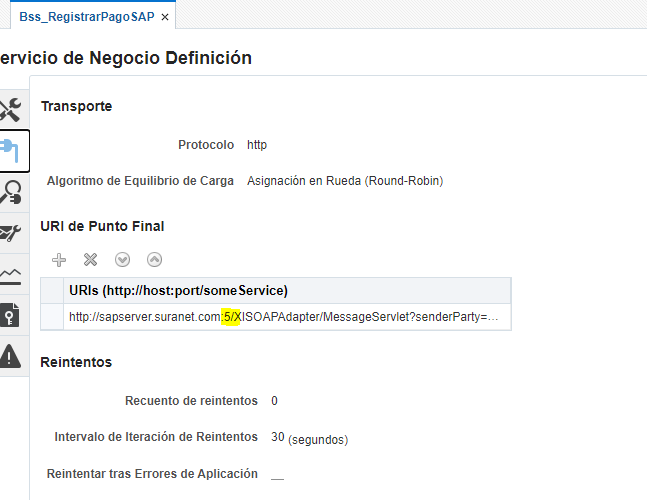 Bss_RegistrarPagoSAP ×
ervicio de Negocio Definición
Transporte
Protocolo http
Algoritmo de Equilibrio de Carga Asignación en Rueda (Round-Robin)
URI de Punto Final
URIs (http://host:port/someService)
http://sapserver.suranet.com:5/XISOAPAdapter/MessageServlet?senderParty=...
Reintentos
Recuento de reintentos 0
Intervalo de Iteración de Reintentos 30 (segundos)
Reintentar tras Errores de Aplicación __